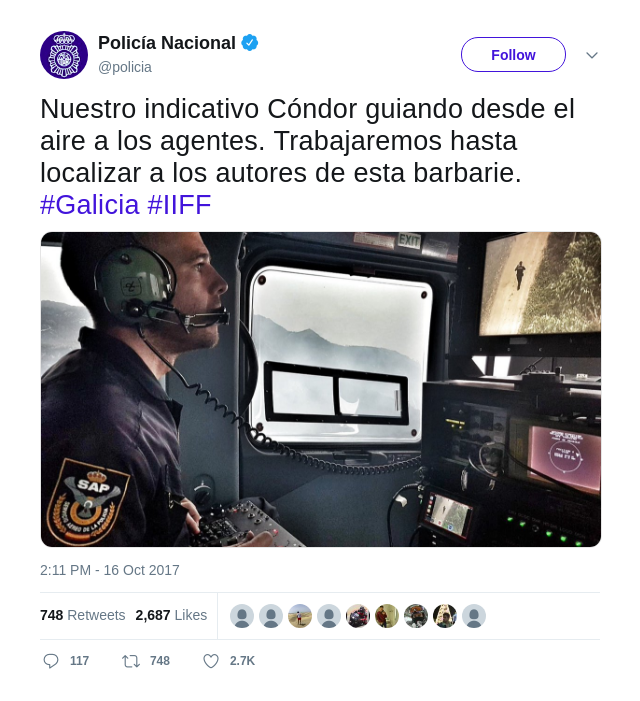 Policía Nacional
@policia
Follow
Nuestro indicativo Cóndor guiando desde el
aire a los agentes. Trabajaremos hasta
localizar a los autores de esta barbarie.
#Galicia #IIFF
EXIT
SAP
2:11 PM - 16 Oct 2017
748 Retweets 2,687 Likes
117 748 2.7K